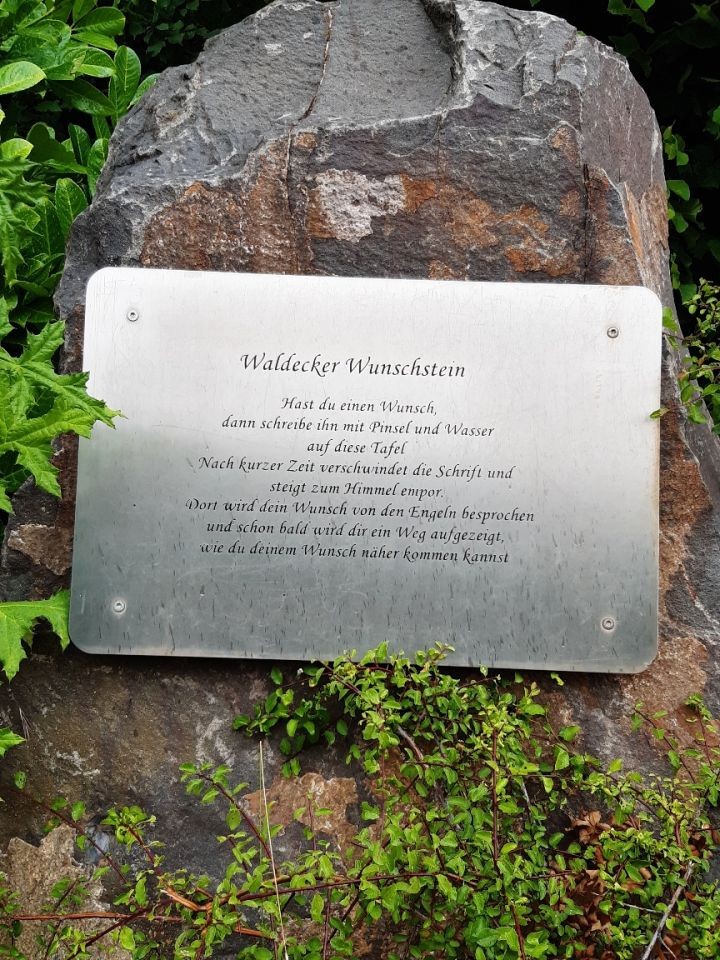 Waldecker Wunschstein
Hast du einen Wunsch,
dann schreibe ihn mit Pinsel und Wasser
auf diese Tafel
Nach kurzer Zeit verschwindet die Schrift und
steigt zum Himmel empor.
Dort wird dein Wunsch von den Engeln besprochen
und schon bald wird dir ein Weg aufgezeigt,
wie du deinem Wunsch näher kommen kannst